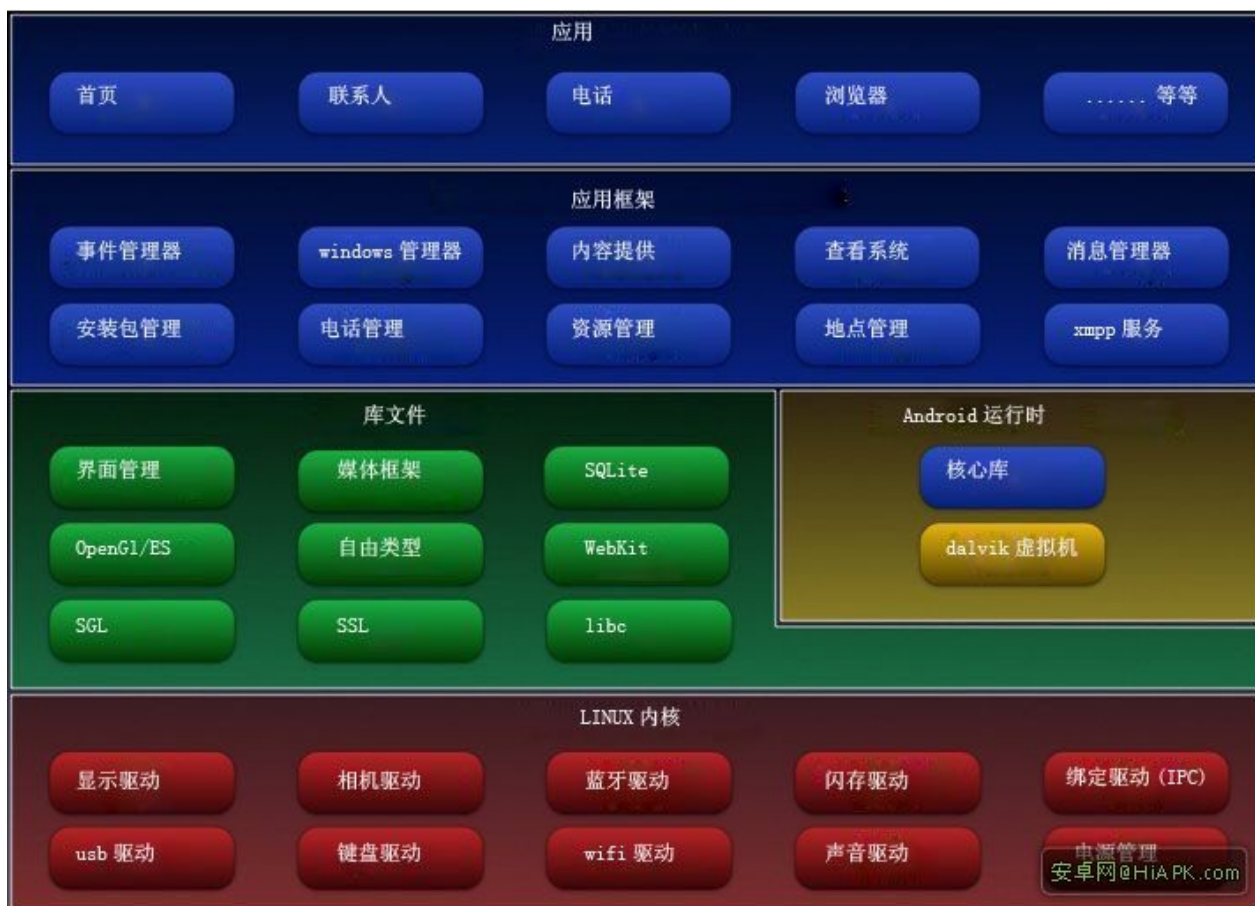 应用
首页 联系人 电话 浏览器 ...... 等等
应用框架
事件管理器 windows 管理器 内容提供 查看系统 消息管理器
安装包管理 电话管理 资源管理 地点管理 xmpp 服务
库文件
界面管理 媒体框架 SQLite
OpenGl/ES 自由类型 WebKit
SGL SSL libc
Android 运行时
核心库
dalvik 虚拟机
LINUX 内核
显示驱动 相机驱动 蓝牙驱动 闪存驱动 绑定驱动 (IPC)
usb 驱动 键盘驱动 wifi 驱动 声音驱动 电源管理
安卓网@HiAPK.com